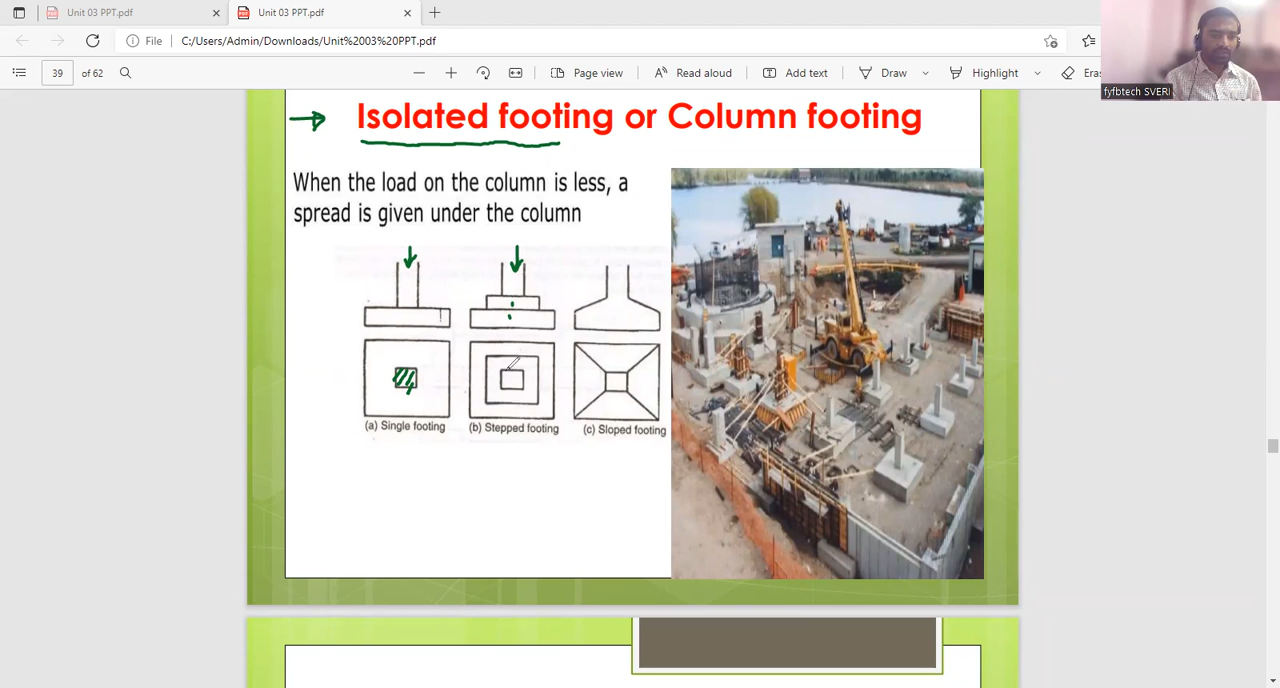 Unit 03 PPT.pdf
Unit 03 PPT.pdf
File
C:/Users/Admin/Downloads/Unit%2003%20PPT.pdf
39 of 62
Page view
Read aloud
Add text
Draw
Highlight
Eras
fyfbtech SVERI
Isolated footing or Column footing
When the load on the column is less, a
spread is given under the column
(a) Single footing
(b) Stepped footing
(c) Sloped footing